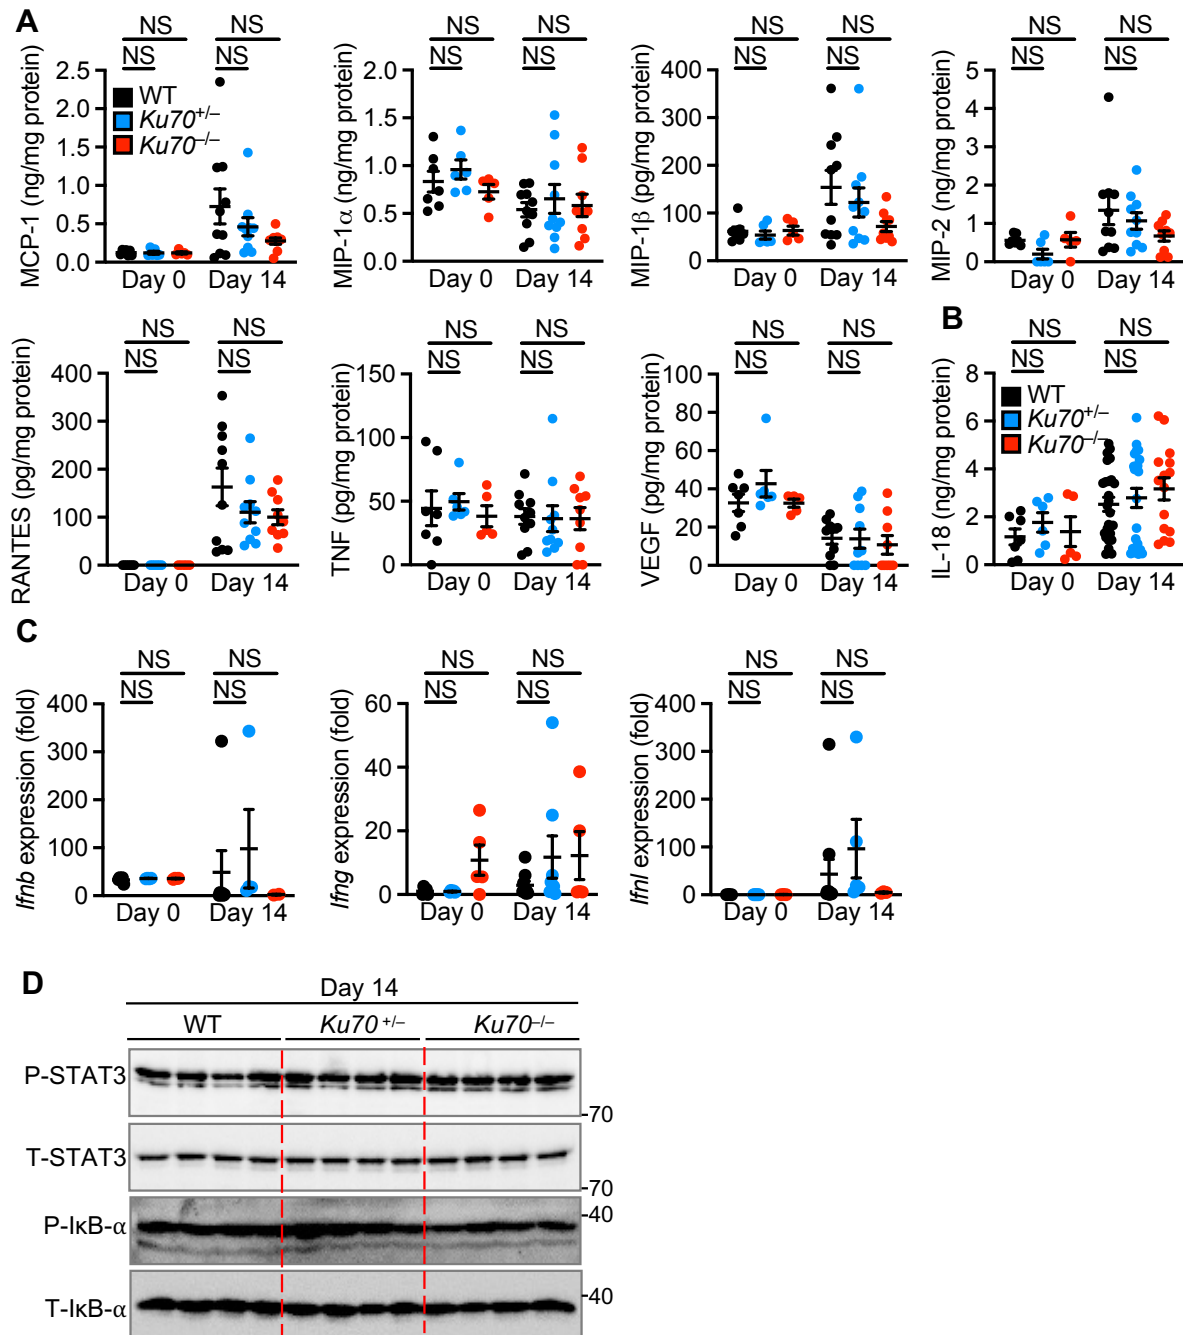 A
NS NS
NS NS
MCP-1 (ng/mg protein)
2.5
2.0
1.5
1.0
0.5
0.0
WT
Ku70+/–
Ku70–/–
Day 0 Day 14
NS NS
NS NS
MIP-1α (ng/mg protein)
2.0
1.5
1.0
0.5
0.0
Day 0 Day 14
NS NS
NS NS
MIP-1β (pg/mg protein)
400
300
200
100
0
Day 0 Day 14
NS NS
NS NS
MIP-2 (ng/mg protein)
5
4
3
2
1
0
Day 0 Day 14
NS NS
NS NS
RANTES (pg/mg protein)
400
300
200
100
0
Day 0 Day 14
NS NS
NS NS
TNF (pg/mg protein)
150
100
50
0
Day 0 Day 14
NS NS
NS NS
VEGF (pg/mg protein)
100
80
60
40
20
0
Day 0 Day 14
B
NS NS
NS NS
IL-18 (ng/mg protein)
8
6
4
2
0
WT
Ku70+/–
Ku70–/–
Day 0 Day 14
C
NS NS
NS NS
Ifnb expression (fold)
400
300
200
100
0
Day 0 Day 14
NS NS
NS NS
Ifng expression (fold)
60
40
20
0
Day 0 Day 14
NS NS
NS NS
Ifnl expression (fold)
400
300
200
100
0
Day 0 Day 14
D
Day 14
WT Ku70+/– Ku70–/–
P-STAT3
-70
T-STAT3
-70
P-IκB-α
-40
T-IκB-α
-40